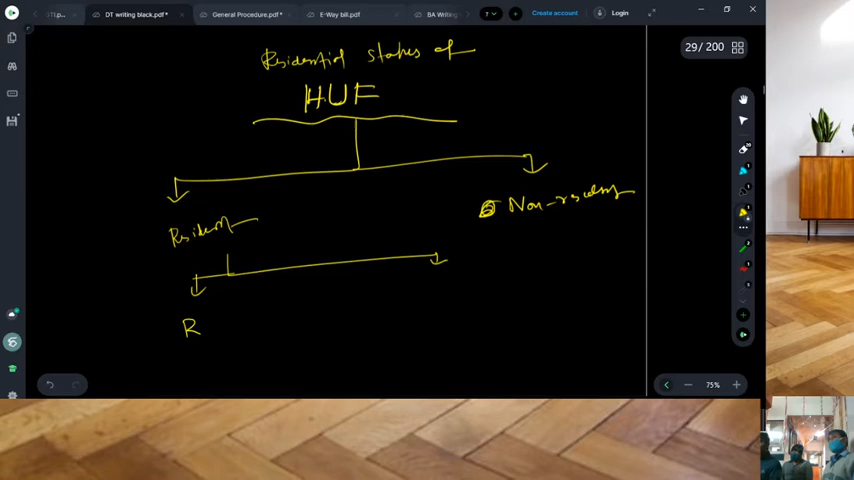 DT writing black.pdf*
General Procedure.pdf*
E-Way bill.pdf
BA Writing
7
Create account
Login
29/200
Residential status of
HUF
Resident
Non-resident
R
75%